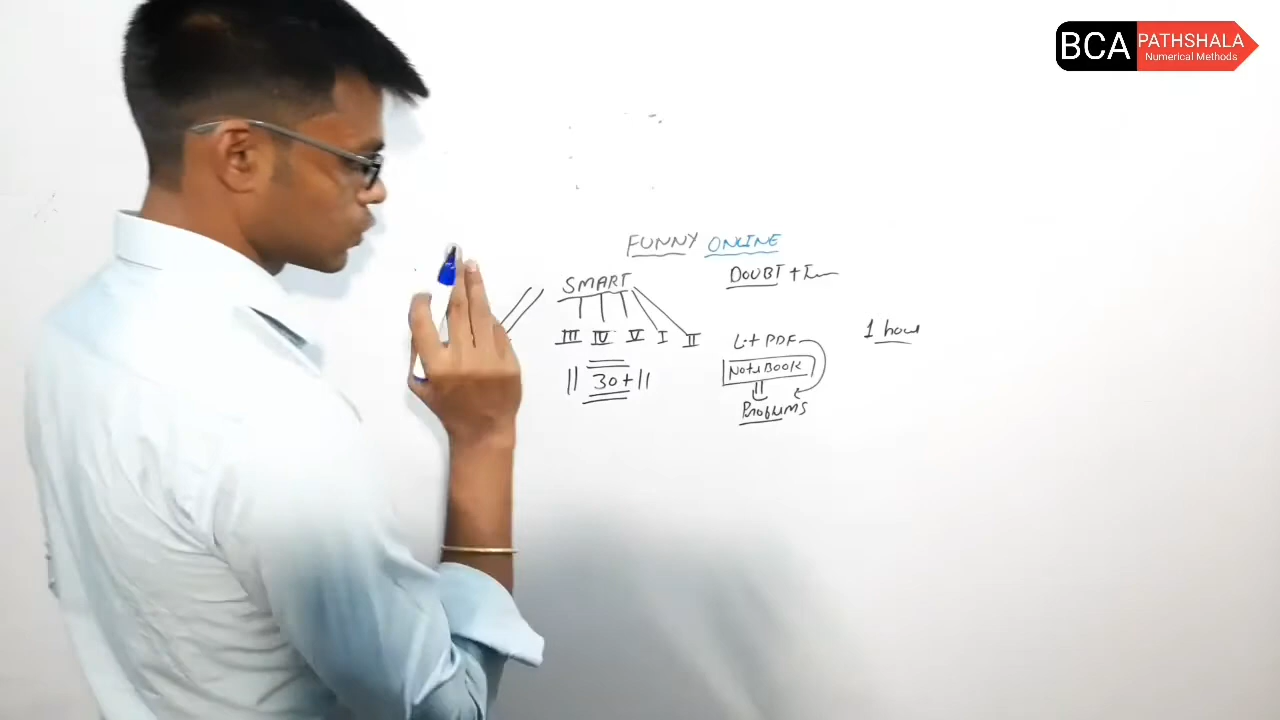 BCA PATHSHALA
Numerical Methods
FUNNY ONLINE
SMART
DOUBT +
III IV V I II
PDF
1 hour
NoteBook
|| 30+ ||
Problems